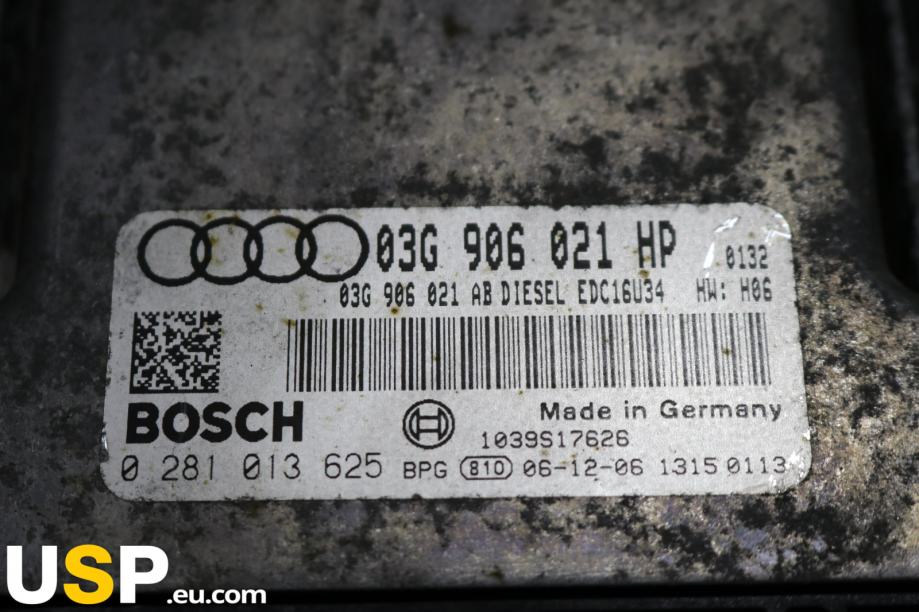 03G 906 021 HP 0132
03G 906 021 AB DIESEL EDC16U34 HW: H06
BOSCH
Made in Germany
1039S17626
0 281 013 625 BPG 810 06-12-06 1315 0113
USP.eu.com